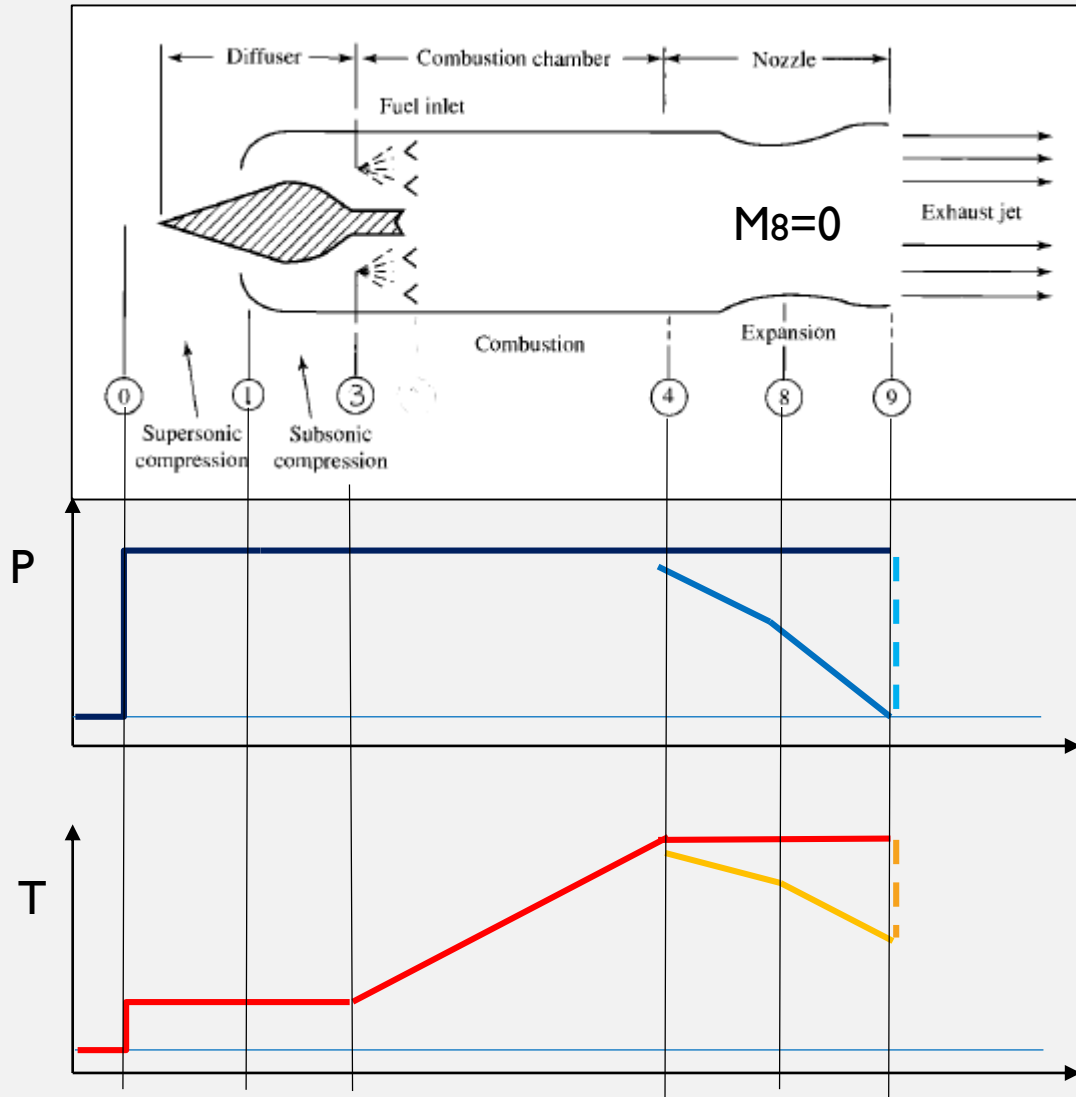 Diffuser
Combustion chamber
Nozzle
Fuel inlet
M8=0
Exhaust jet
Combustion
Expansion
0
1
3
4
8
9
Supersonic
compression
Subsonic
compression
P
T